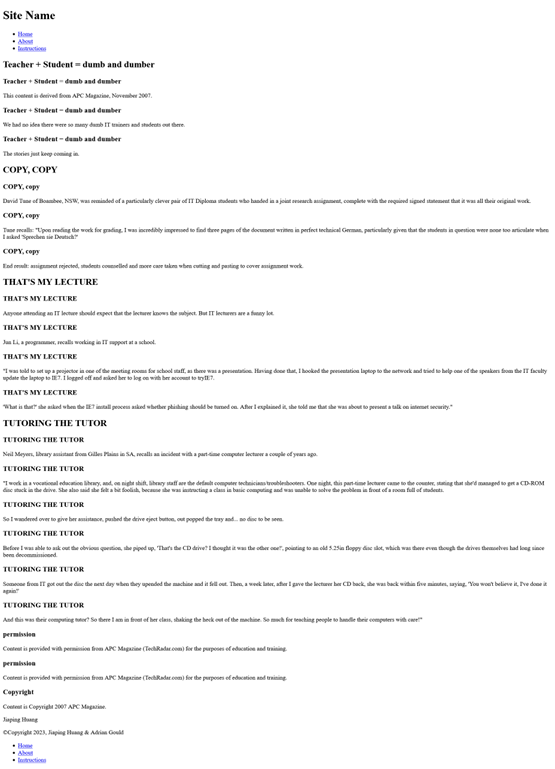 Site Name
Home
About
Instructions
Teacher + Student = dumb and dumber
Teacher + Student = dumb and dumber
This content is derived from APC Magazine, November 2007.
Teacher + Student = dumb and dumber
We had no idea there were so many dumb IT trainers and students out there.
Teacher + Student = dumb and dumber
The stories just keep coming in.
COPY, COPY
COPY, copy
David Tune of Boambee, NSW, was reminded of a particularly clever pair of IT Diploma students who handed in a joint research assignment, complete with the required signed statement that it was all their original work.
COPY, copy
Tune recalls: "Upon reading the work for grading, I was incredibly impressed to find three pages of the document written in perfect technical German, particularly given that the students in question were none too articulate when
I asked 'Sprechen sie Deutsch?'
COPY, copy
End result: assignment rejected, students counselled and more care taken when cutting and pasting to cover assignment work.
THAT'S MY LECTURE
THAT'S MY LECTURE
Anyone attending an IT lecture should expect that the lecturer knows the subject. But IT lecturers are a funny lot.
THAT'S MY LECTURE
Jun Li, a programmer, recalls working in IT support at a school.
THAT'S MY LECTURE
"I was told to set up a projector in one of the meeting rooms for school staff, as there was a presentation. Having done that, I hooked the presentation laptop to the network and tried to help one of the speakers from the IT faculty
update the laptop to IE7. I logged off and asked her to log on with her account to tryIE7.
THAT'S MY LECTURE
'What is that?' she asked when the IE7 install process asked whether phishing should be turned on. After I explained it, she told me that she was about to present a talk on internet security."
TUTORING THE TUTOR
TUTORING THE TUTOR
Neil Meyers, library assistant from Gilles Plains in SA, recalls an incident with a part-time computer lecturer a couple of years ago.
TUTORING THE TUTOR
"I work in a vocational education library, and, on night shift, library staff are the default computer technicians/troubleshooters. One night, this part-time lecturer came to the counter, stating that she'd managed to get a CD-ROM
disc stuck in the drive. She also said she felt a bit foolish, because she was instructing a class in basic computing and was unable to solve the problem in front of a room full of students.
TUTORING THE TUTOR
So I wandered over to give her assistance, pushed the drive eject button, out popped the tray and... no disc to be seen.
TUTORING THE TUTOR
Before I was able to ask out the obvious question, she piped up, 'That's the CD drive? I thought it was the other one!', pointing to an old 5.25in floppy disc slot, which was there even though the drives themselves had long since
been decommissioned.
TUTORING THE TUTOR
Someone from IT got out the disc the next day when they upended the machine and it fell out. Then, a week later, after I gave the lecturer her CD back, she was back within five minutes, saying, 'You won't believe it, I've done it
again!'
TUTORING THE TUTOR
And this was their computing tutor? So there I am in front of her class, shaking the heck out of the machine. So much for teaching people to handle their computers with care!"
permission
Content is provided with permission from APC Magazine (TechRadar.com) for the purposes of education and training.
permission
Content is provided with permission from APC Magazine (TechRadar.com) for the purposes of education and training.
Copyright
Content is Copyright 2007 APC Magazine.
Jiaping Huang
©Copyright 2023, Jiaping Huang & Adrian Gould
Home
About
Instructions